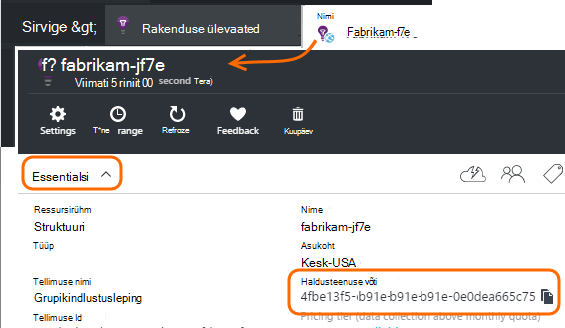 Sirvige &gt;
Rakenduse ülevaated
Nimi
Fabrikam-f7e
f? fabrikam-jf7e
Viimati 5 riniit 00 second Tera)
Settings
T^ne range
Refroze
Feedback
Kuupäev
Essentialsi
Ressursirühm
Nime
Struktuuri
fabrikam-jf7e
Tüüp
Asukoht
Kesk-USA
Tellimuse nimi
Haldusteenuse võti
Grupikindlustusleping
4fbe13f5-ib91e-b91e-b91e-0e0dea665c75
Tellimuse Id
Pricing tier (data collection above monthly quota)